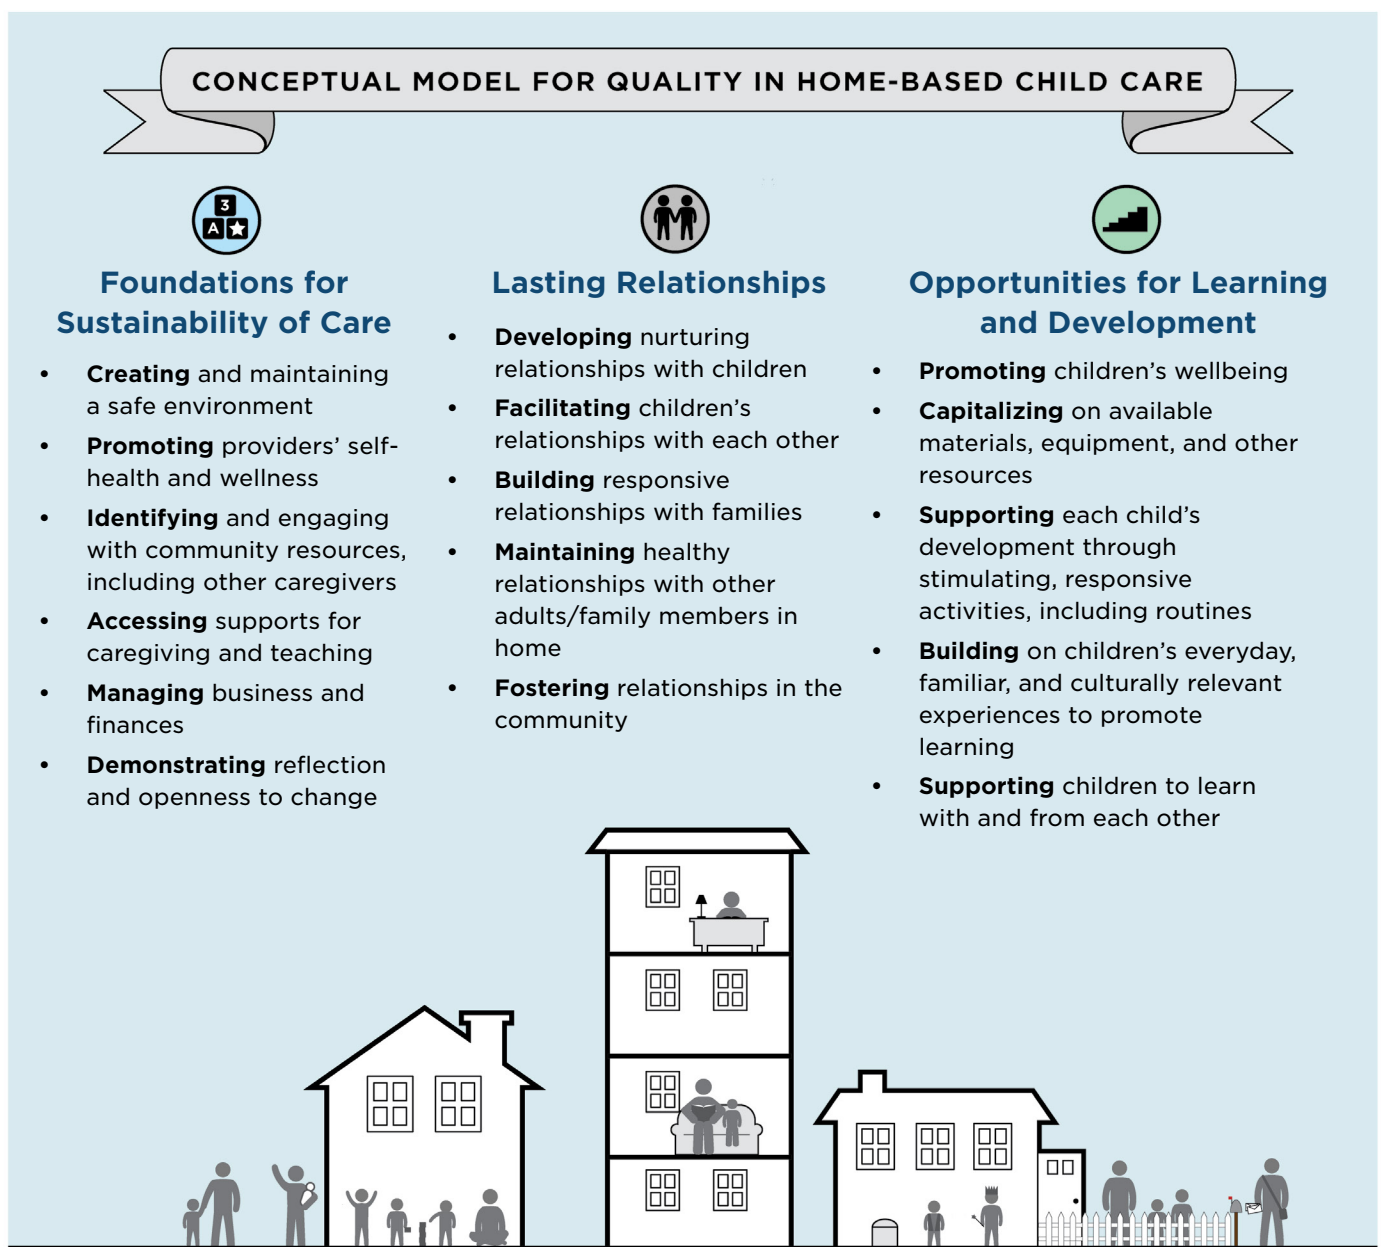 CONCEPTUAL MODEL FOR QUALITY IN HOME-BASED CHILD CARE
3
A
Foundations for
Sustainability of Care
• Creating and maintaining
a safe environment
• Promoting providers’ self-
health and wellness
• Identifying and engaging
with community resources,
including other caregivers
• Accessing supports for
caregiving and teaching
• Managing business and
finances
• Demonstrating reflection
and openness to change
Lasting Relationships
• Developing nurturing
relationships with children
• Facilitating children’s
relationships with each other
• Building responsive
relationships with families
• Maintaining healthy
relationships with other
adults/family members in
home
• Fostering relationships in the
community
Opportunities for Learning
and Development
• Promoting children’s wellbeing
• Capitalizing on available
materials, equipment, and other
resources
• Supporting each child’s
development through
stimulating, responsive
activities, including routines
• Building on children’s everyday,
familiar, and culturally relevant
experiences to promote
learning
• Supporting children to learn
with and from each other